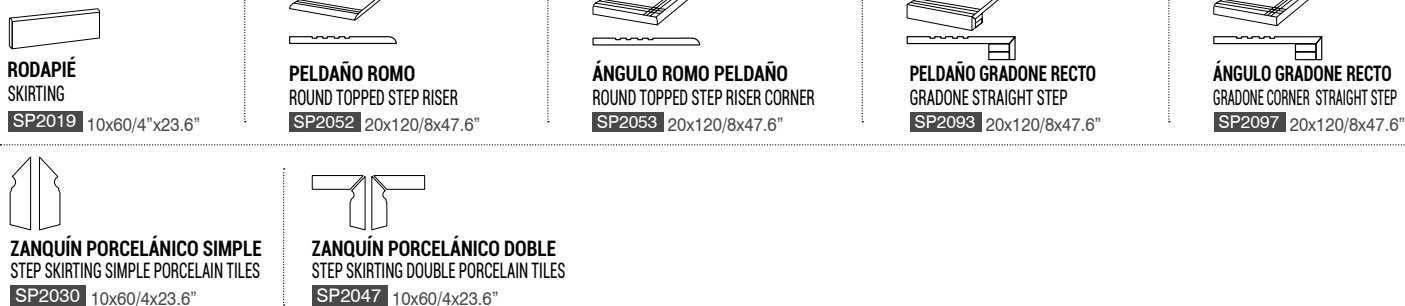 RODAPIÉ
SKIRTING
SP2019 10x60/4”x23.6”
PELDAÑO ROMO
ROUND TOPPED STEP RISER
SP2052 20x120/8x47.6”
ÁNGULO ROMO PELDAÑO
ROUND TOPPED STEP RISER CORNER
SP2053 20x120/8x47.6”
PELDAÑO GRADONE RECTO
GRADONE STRAIGHT STEP
SP2093 20x120/8x47.6”
ÁNGULO GRADONE RECTO
GRADONE CORNER STRAIGHT STEP
SP2097 20x120/8x47.6”
ZANQUÍN PORCELÁNICO SIMPLE
STEP SKIRTING SIMPLE PORCELAIN TILES
SP2030 10x60/4x23.6”
ZANQUÍN PORCELÁNICO DOBLE
STEP SKIRTING DOUBLE PORCELAIN TILES
SP2047 10x60/4x23.6”